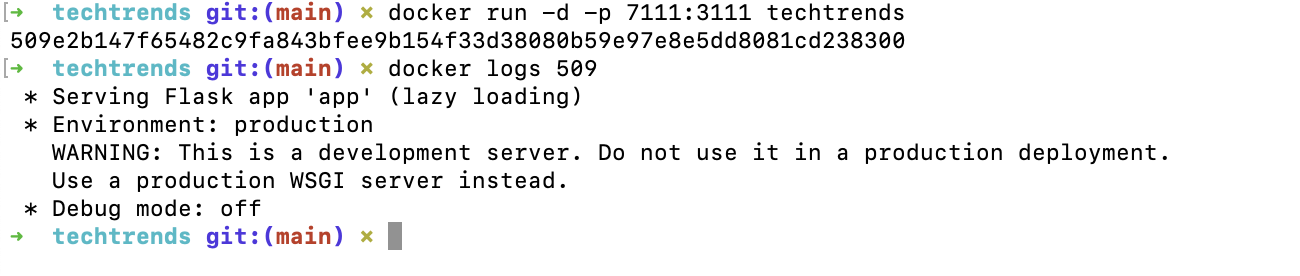 [➜  techtrends git:(main) × docker run -d -p 7111:3111 techtrends
509e2b147f65482c9fa843bfee9b154f33d38080b59e97e8e5dd8081cd238300
[➜  techtrends git:(main) × docker logs 509
 * Serving Flask app 'app' (lazy loading)
 * Environment: production
   WARNING: This is a development server. Do not use it in a production deployment.
   Use a production WSGI server instead.
 * Debug mode: off
➜  techtrends git:(main) ×